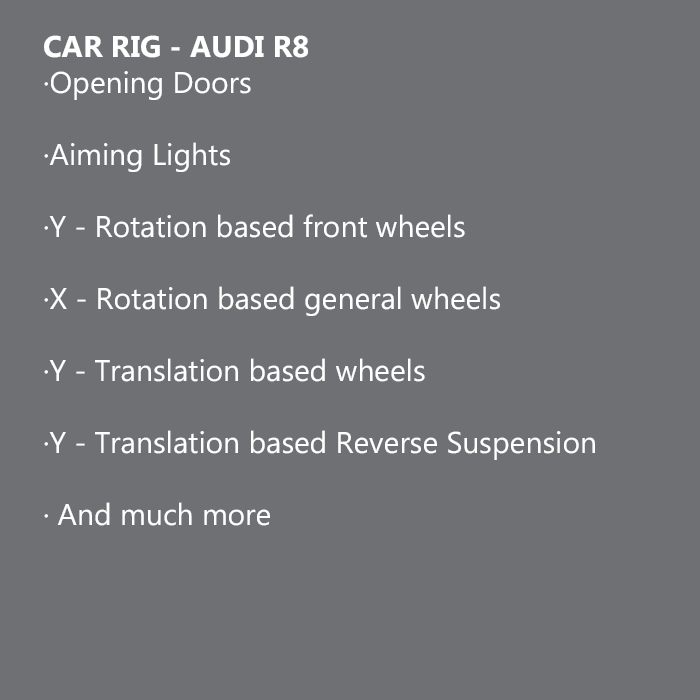 CAR RIG - AUDI R8
·Opening Doors
·Aiming Lights
·Y - Rotation based front wheels
·X - Rotation based general wheels
·Y - Translation based wheels
·Y - Translation based Reverse Suspension
· And much more